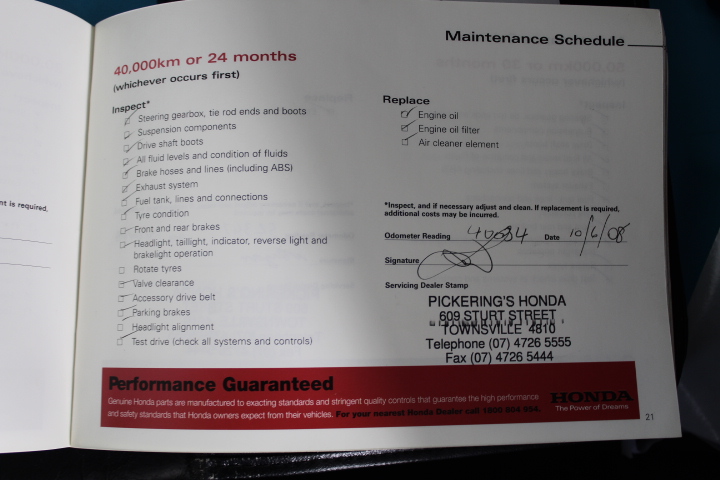 Maintenance Schedule
40,000km or 24 months
(whichever occurs first)
Inspect*
Steering gearbox, tie rod ends and boots
Suspension components
Drive shaft boots
All fluid levels and condition of fluids
Brake hoses and lines (including ABS)
Exhaust system
Fuel tank, lines and connections
Tyre condition
Front and rear brakes
Headlight, taillight, indicator, reverse light and
brakelight operation
Rotate tyres
Valve clearance
Accessory drive belt
Parking brakes
Headlight alignment
Test drive (check all systems and controls)
Replace
Engine oil
Engine oil filter
Air cleaner element
*Inspect, and if necessary adjust and clean. If replacement is required,
additional costs may be incurred.
Odometer Reading 40034 Date 10/6/08
Signature
Servicing Dealer Stamp
PICKERING'S HONDA
609 STURT STREET
TOWNSVILLE 4810
Telephone (07) 4726 5555
Fax (07) 4726 5444
Performance Guaranteed
Genuine Honda parts are manufactured to exacting standards and stringent quality controls that guarantee the high performance
and safety standards that Honda owners expect from their vehicles. For your nearest Honda Dealer call 1800 804 954.
HONDA
The Power of Dreams
21
nt is required,